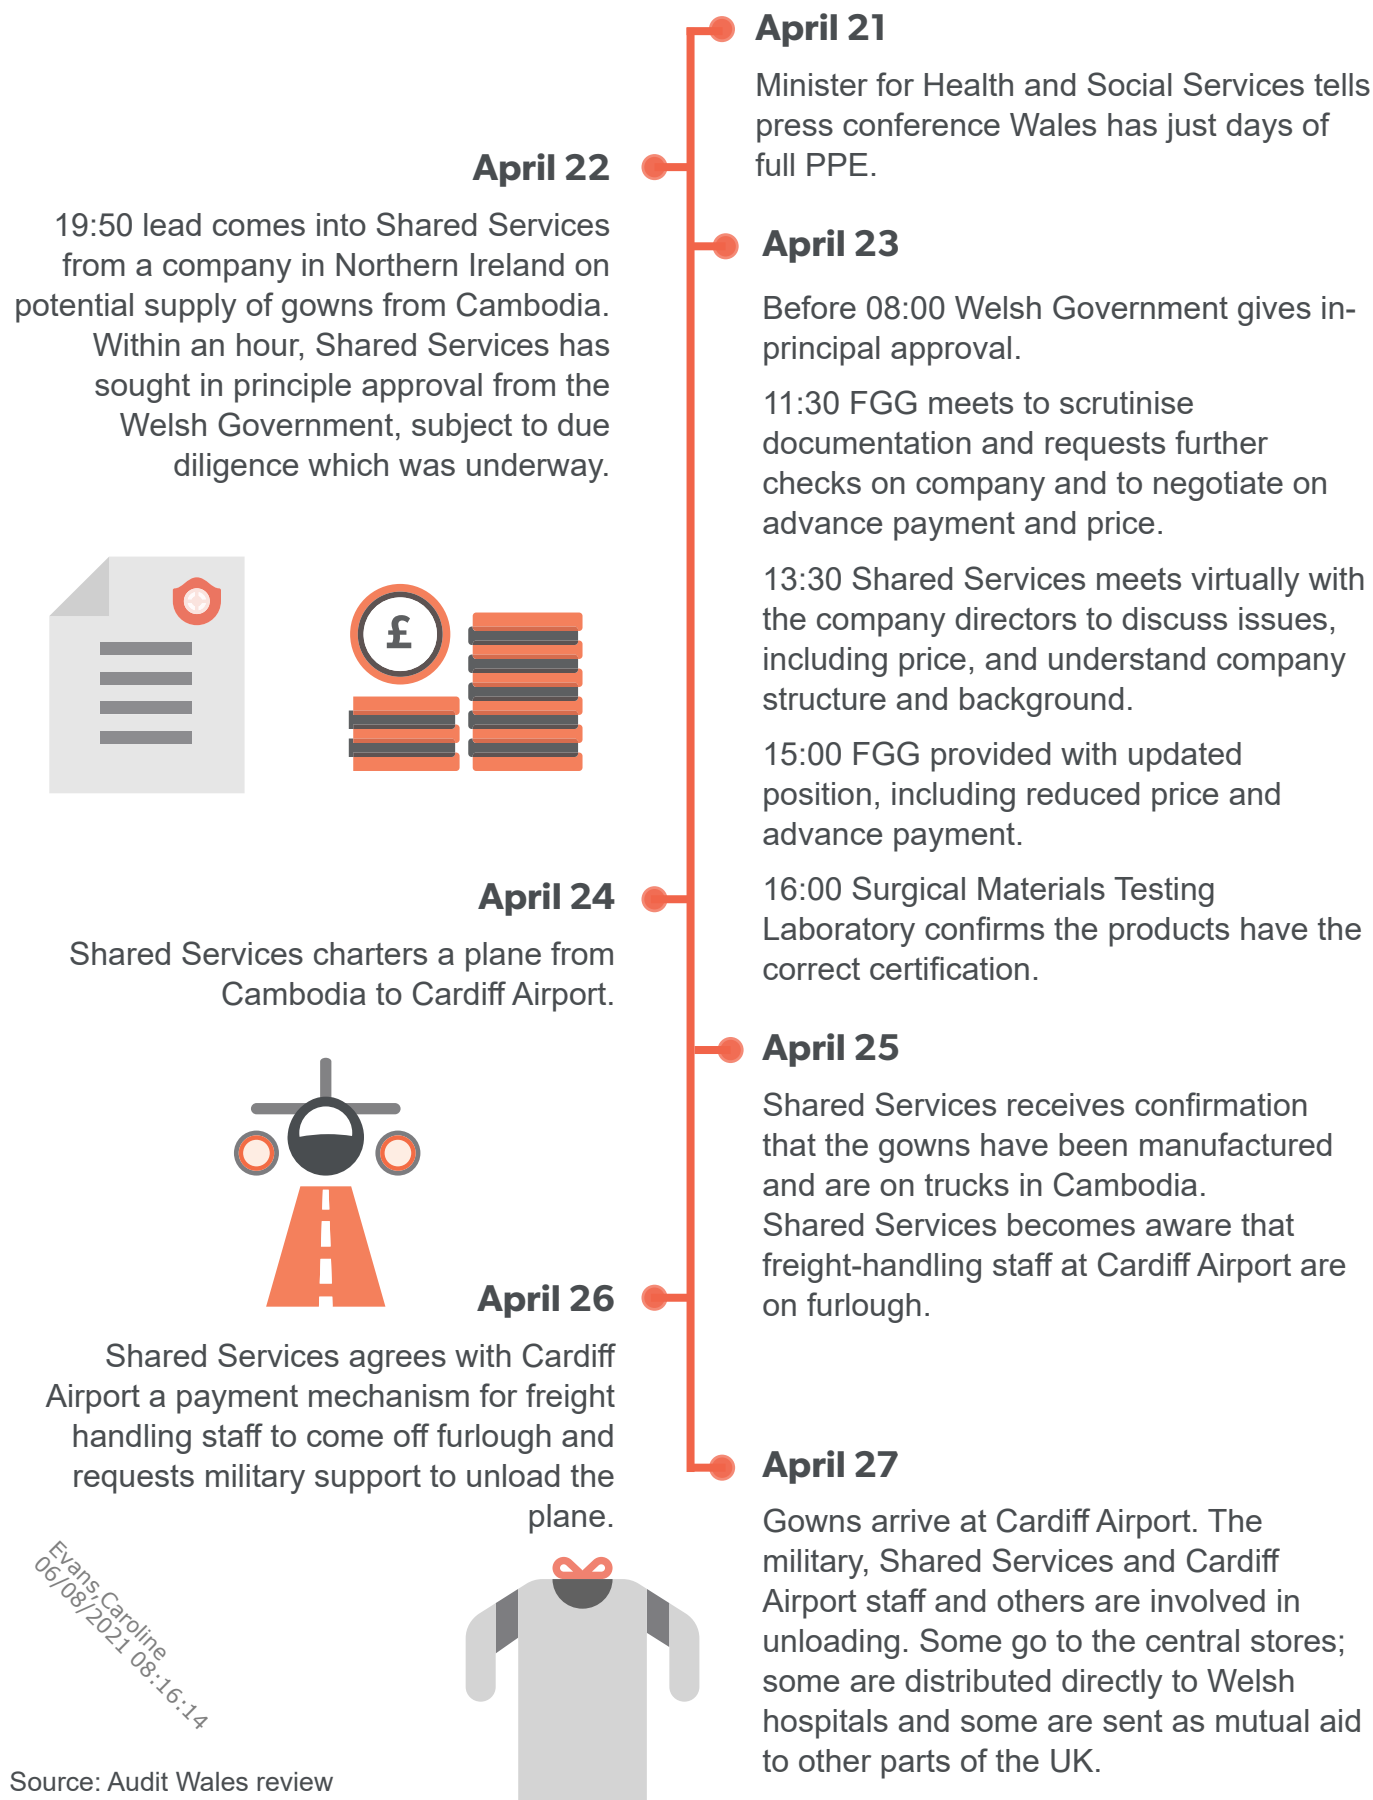 April 21
Minister for Health and Social Services tells
press conference Wales has just days of
full PPE.
April 22
19:50 lead comes into Shared Services
from a company in Northern Ireland on
potential supply of gowns from Cambodia.
Within an hour, Shared Services has
sought in principle approval from the
Welsh Government, subject to due
diligence which was underway.
April 23
Before 08:00 Welsh Government gives in-
principal approval.
11:30 FGG meets to scrutinise
documentation and requests further
checks on company and to negotiate on
advance payment and price.
13:30 Shared Services meets virtually with
the company directors to discuss issues,
including price, and understand company
structure and background.
15:00 FGG provided with updated
position, including reduced price and
advance payment.
16:00 Surgical Materials Testing
Laboratory confirms the products have the
correct certification.
£
April 24
Shared Services charters a plane from
Cambodia to Cardiff Airport.
April 25
Shared Services receives confirmation
that the gowns have been manufactured
and are on trucks in Cambodia.
Shared Services becomes aware that
freight-handling staff at Cardiff Airport are
on furlough.
April 26
Shared Services agrees with Cardiff
Airport a payment mechanism for freight
handling staff to come off furlough and
requests military support to unload the
plane.
April 27
Gowns arrive at Cardiff Airport. The
military, Shared Services and Cardiff
Airport staff and others are involved in
unloading. Some go to the central stores;
some are distributed directly to Welsh
hospitals and some are sent as mutual aid
to other parts of the UK.
Evans,Caroline
06/08/2021 08:16:14
Source: Audit Wales review